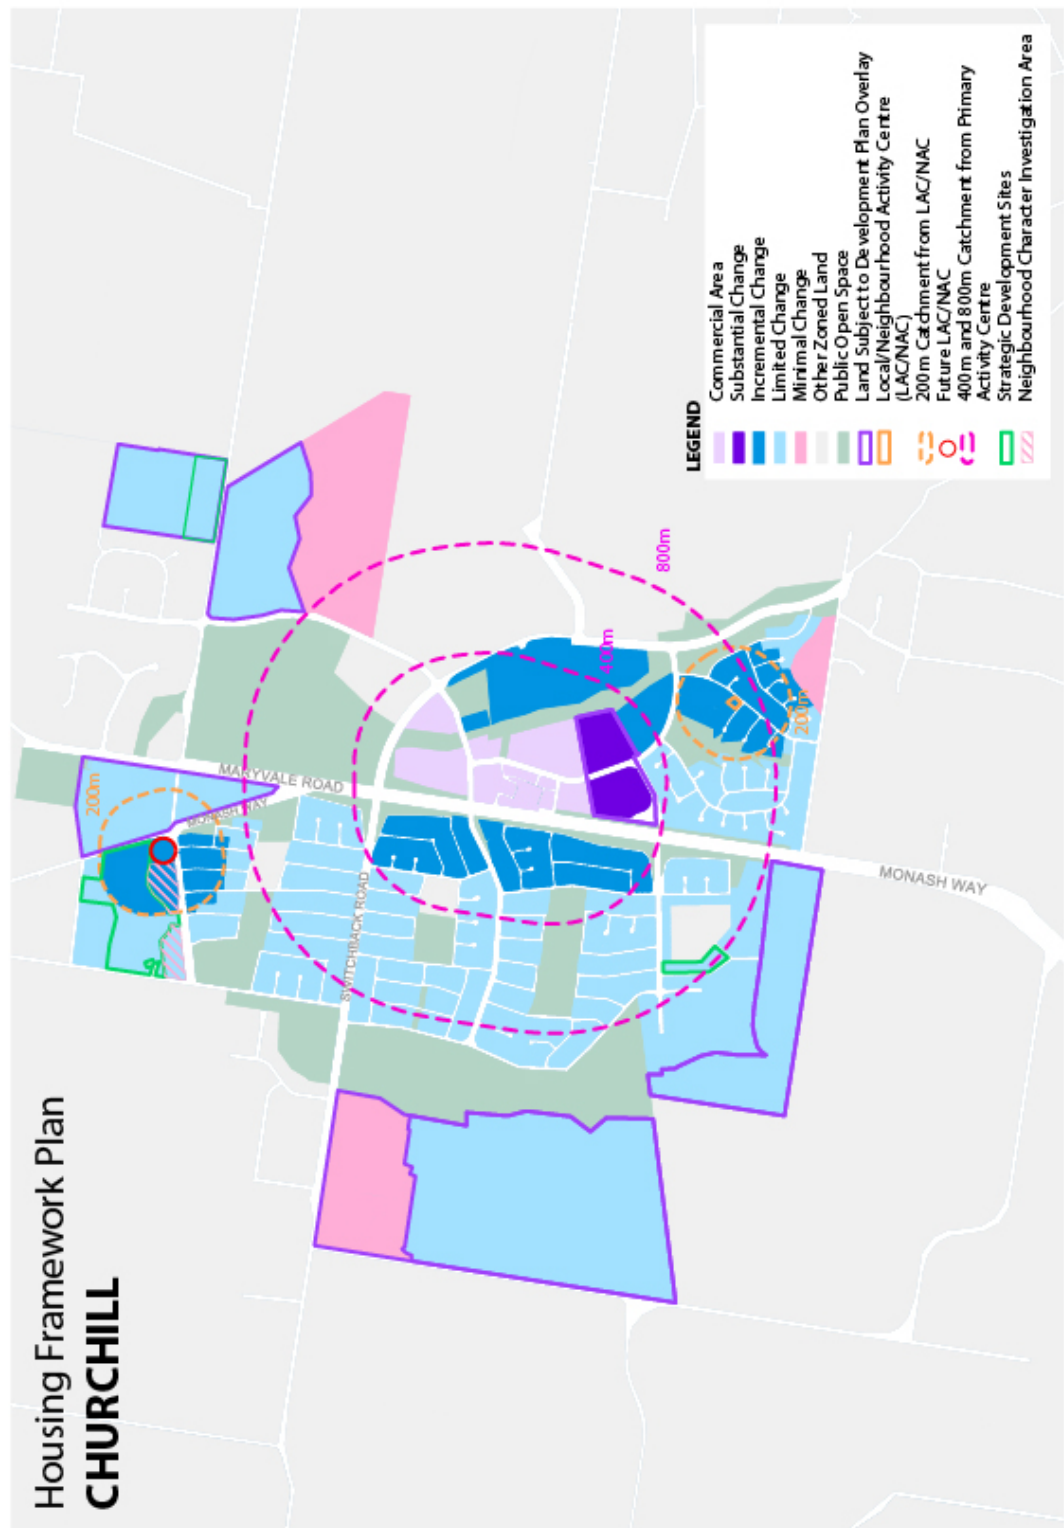 Housing Framework Plan
CHURCHILL
200m
MARYVALE ROAD
MONASH WAY
SWITCHBACK ROAD
400m
800m
200m
MONASH WAY
LEGEND
Commercial Area
Substantial Change
Incremental Change
Limited Change
Minimal Change
Other Zoned Land
Public Open Space
Land Subject to Development Plan Overlay
Local/Neighbourhood Activity Centre
(LAC/NAC)
200m Catchment from LAC/NAC
Future LAC/NAC
400m and 800m Catchment from Primary
Activity Centre
Strategic Development Sites
Neighbourhood Character Investigation Area